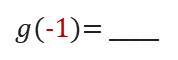 g(-1)= ____